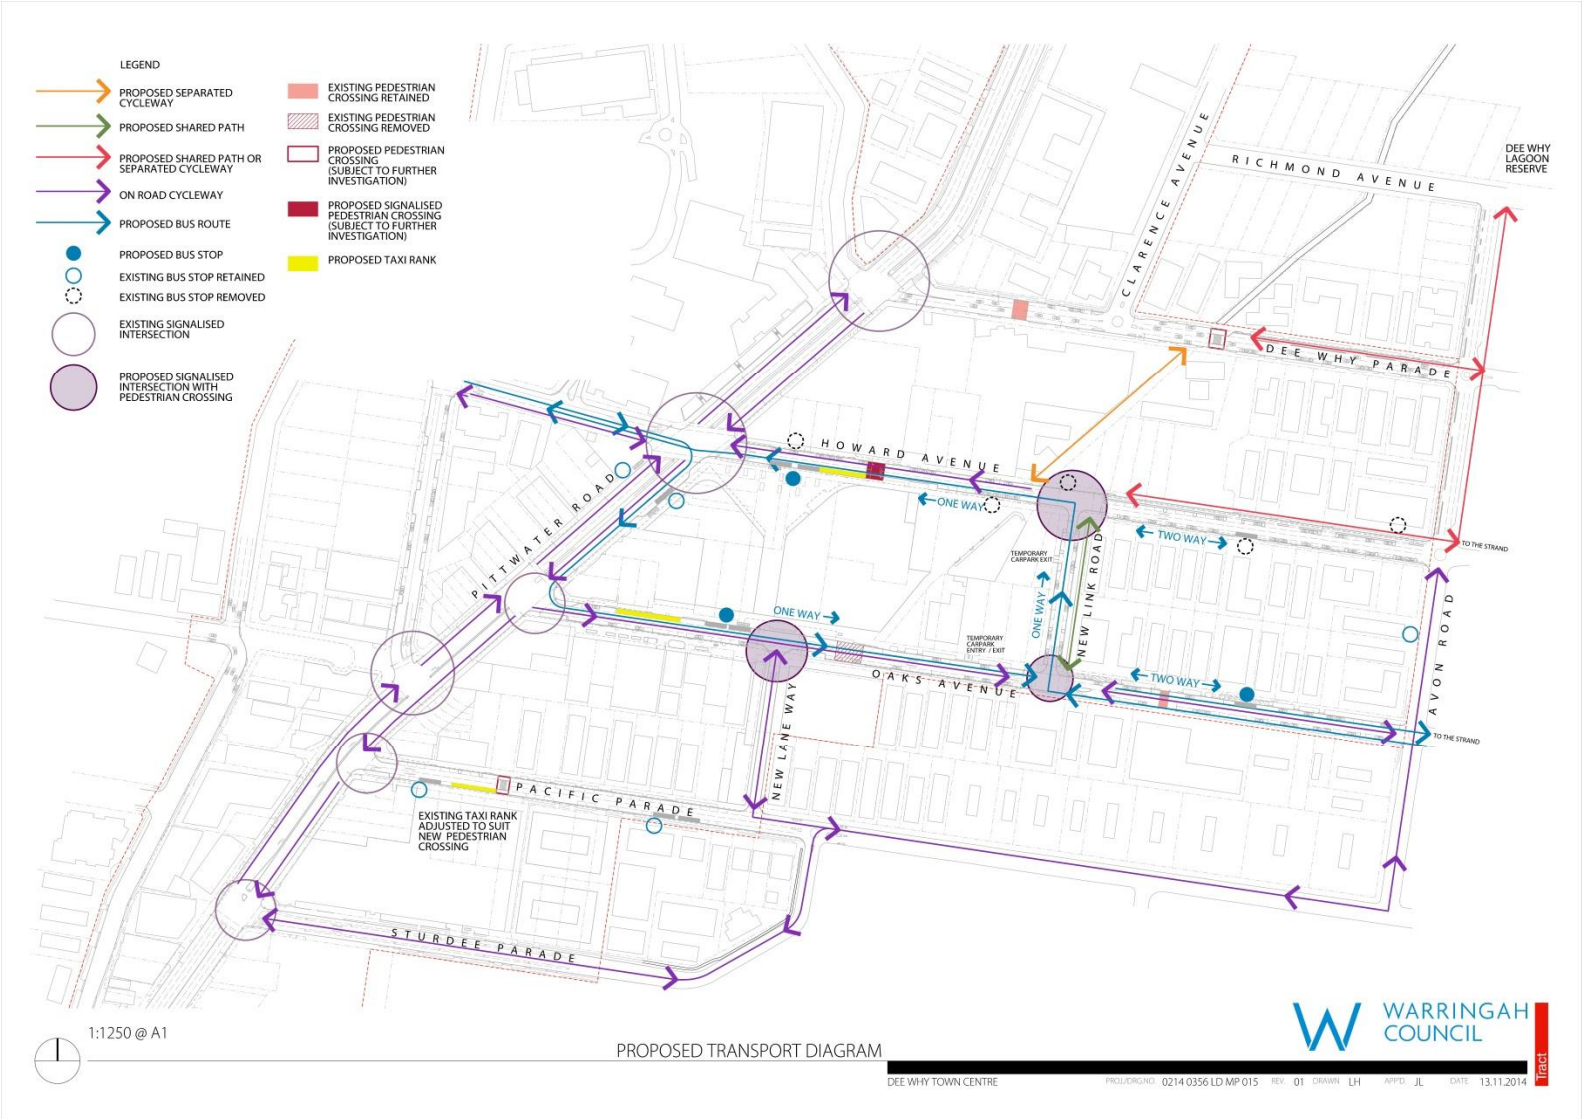 LEGEND
PROPOSED SEPARATED
CYCLEWAY
PROPOSED SHARED PATH
PROPOSED SHARED PATH OR
SEPARATED CYCLEWAY
ON ROAD CYCLEWAY
PROPOSED BUS ROUTE
PROPOSED BUS STOP
EXISTING BUS STOP RETAINED
EXISTING BUS STOP REMOVED
EXISTING SIGNALISED
INTERSECTION
PROPOSED SIGNALISED
INTERSECTION WITH
PEDESTRIAN CROSSING
EXISTING PEDESTRIAN
CROSSING RETAINED
EXISTING PEDESTRIAN
CROSSING REMOVED
PROPOSED PEDESTRIAN
CROSSING
(SUBJECT TO FURTHER
INVESTIGATION)
PROPOSED SIGNALISED
PEDESTRIAN CROSSING
(SUBJECT TO FURTHER
INVESTIGATION)
PROPOSED TAXI RANK
CLARENCE AVENUE
RICHMOND AVENUE
DEE WHY
LAGOON
RESERVE
DEE WHY PARADE
HOWARD AVENUE
ONE WAY
TWO WAY
TO THE STRAND
PITTWATER ROAD
TEMPORARY
CARPARK EXIT
NEW LINK ROAD
ONE WAY
ONE WAY
TEMPORARY
CARPARK
ENTRY / EXIT
OAKS AVENUE
TWO WAY
AVON ROAD
TO THE STRAND
NEW LANE WAY
PACIFIC PARADE
EXISTING TAXI RANK
ADJUSTED TO SUIT
NEW PEDESTRIAN
CROSSING
STURDEE PARADE
1:1250 @ A1
PROPOSED TRANSPORT DIAGRAM
WARRINGAH
COUNCIL
Tract
DEE WHY TOWN CENTRE
PROJ./DRG.NO. 0214 0356 LD MP 015 REV. 01 DRAWN LH APP'D. JL DATE 13.11.2014